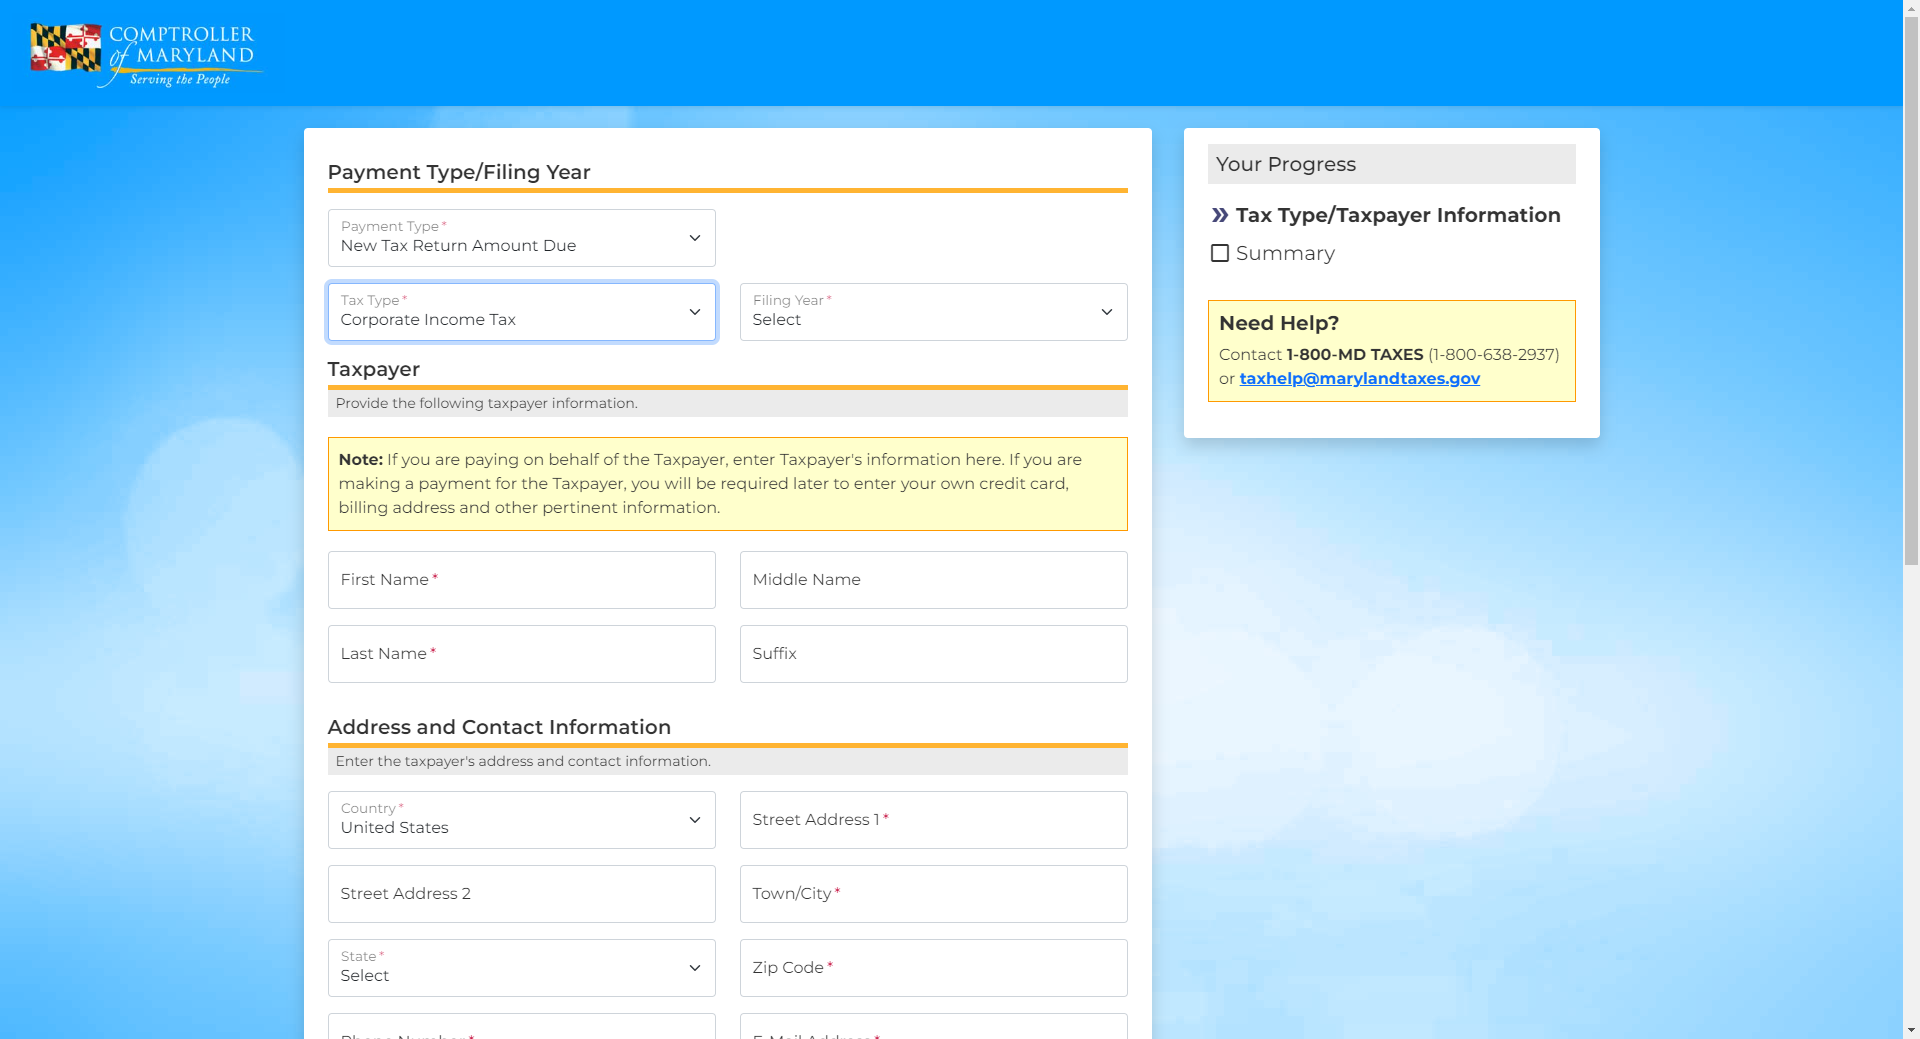 COMPTROLLER
of MARYLAND
Serving the People
Payment Type/Filing Year
Payment Type *
New Tax Return Amount Due
Tax Type *
Corporate Income Tax
Filing Year *
Select
Taxpayer
Provide the following taxpayer information.
Note: If you are paying on behalf of the Taxpayer, enter Taxpayer's information here. If you are
making a payment for the Taxpayer, you will be required later to enter your own credit card,
billing address and other pertinent information.
First Name *
Middle Name
Last Name *
Suffix
Address and Contact Information
Enter the taxpayer's address and contact information.
Country *
United States
Street Address 1 *
Street Address 2
Town/City *
State *
Select
Zip Code *
Phone Number *
E-Mail Address *
Your Progress
Tax Type/Taxpayer Information
Summary
Need Help?
Contact 1-800-MD TAXES (1-800-638-2937)
or taxhelp@marylandtaxes.gov